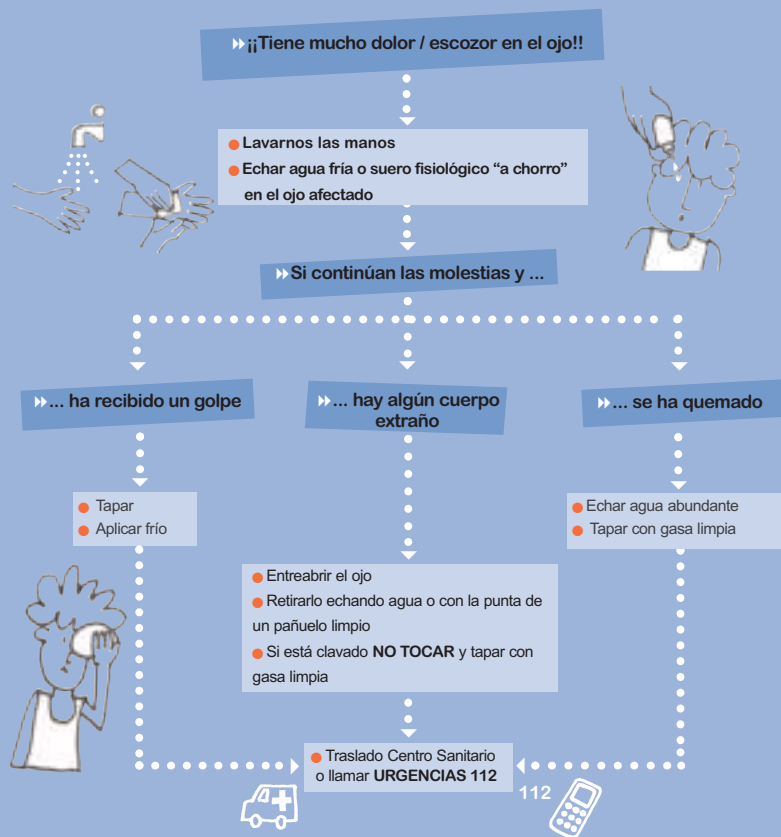 ¡¡Tiene mucho dolor / escozor en el ojo!!
Lavarnos las manos
Echar agua fría o suero fisiológico “a chorro”
en el ojo afectado
Si continúan las molestias y ...
... ha recibido un golpe
... hay algún cuerpo
extraño
... se ha quemado
Tapar
Aplicar frío
Echar agua abundante
Tapar con gasa limpia
Entreabrir el ojo
Retirarlo echando agua o con la punta de
un pañuelo limpio
Si está clavado NO TOCAR y tapar con
gasa limpia
Traslado Centro Sanitario
o llamar URGENCIAS 112
112